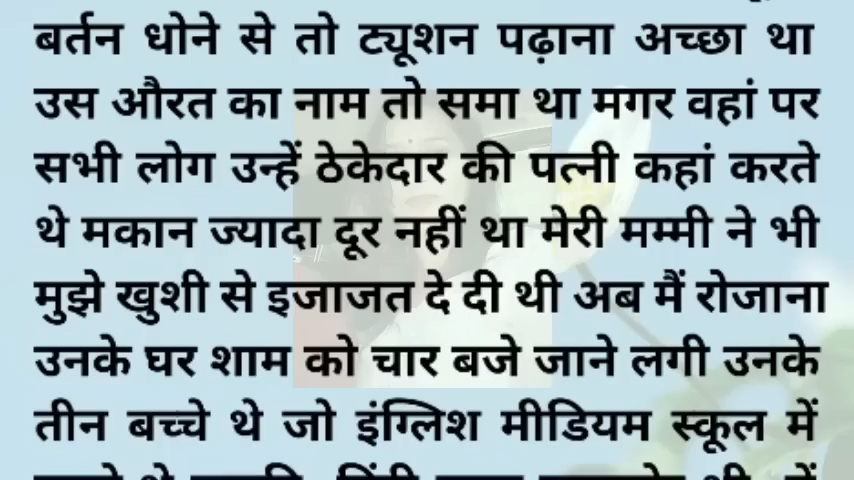 बर्तन धोने से तो ट्यूशन पढ़ाना अच्छा था
उस औरत का नाम तो समा था मगर वहां पर
सभी लोग उन्हें ठेकेदार की पत्नी कहां करते
थे मकान ज्यादा दूर नहीं था मेरी मम्मी ने भी
मुझे खुशी से इजाजत दे दी थी अब मैं रोजाना
उनके घर शाम को चार बजे जाने लगी उनके
तीन बच्चे थे जो इंग्लिश मीडियम स्कूल में